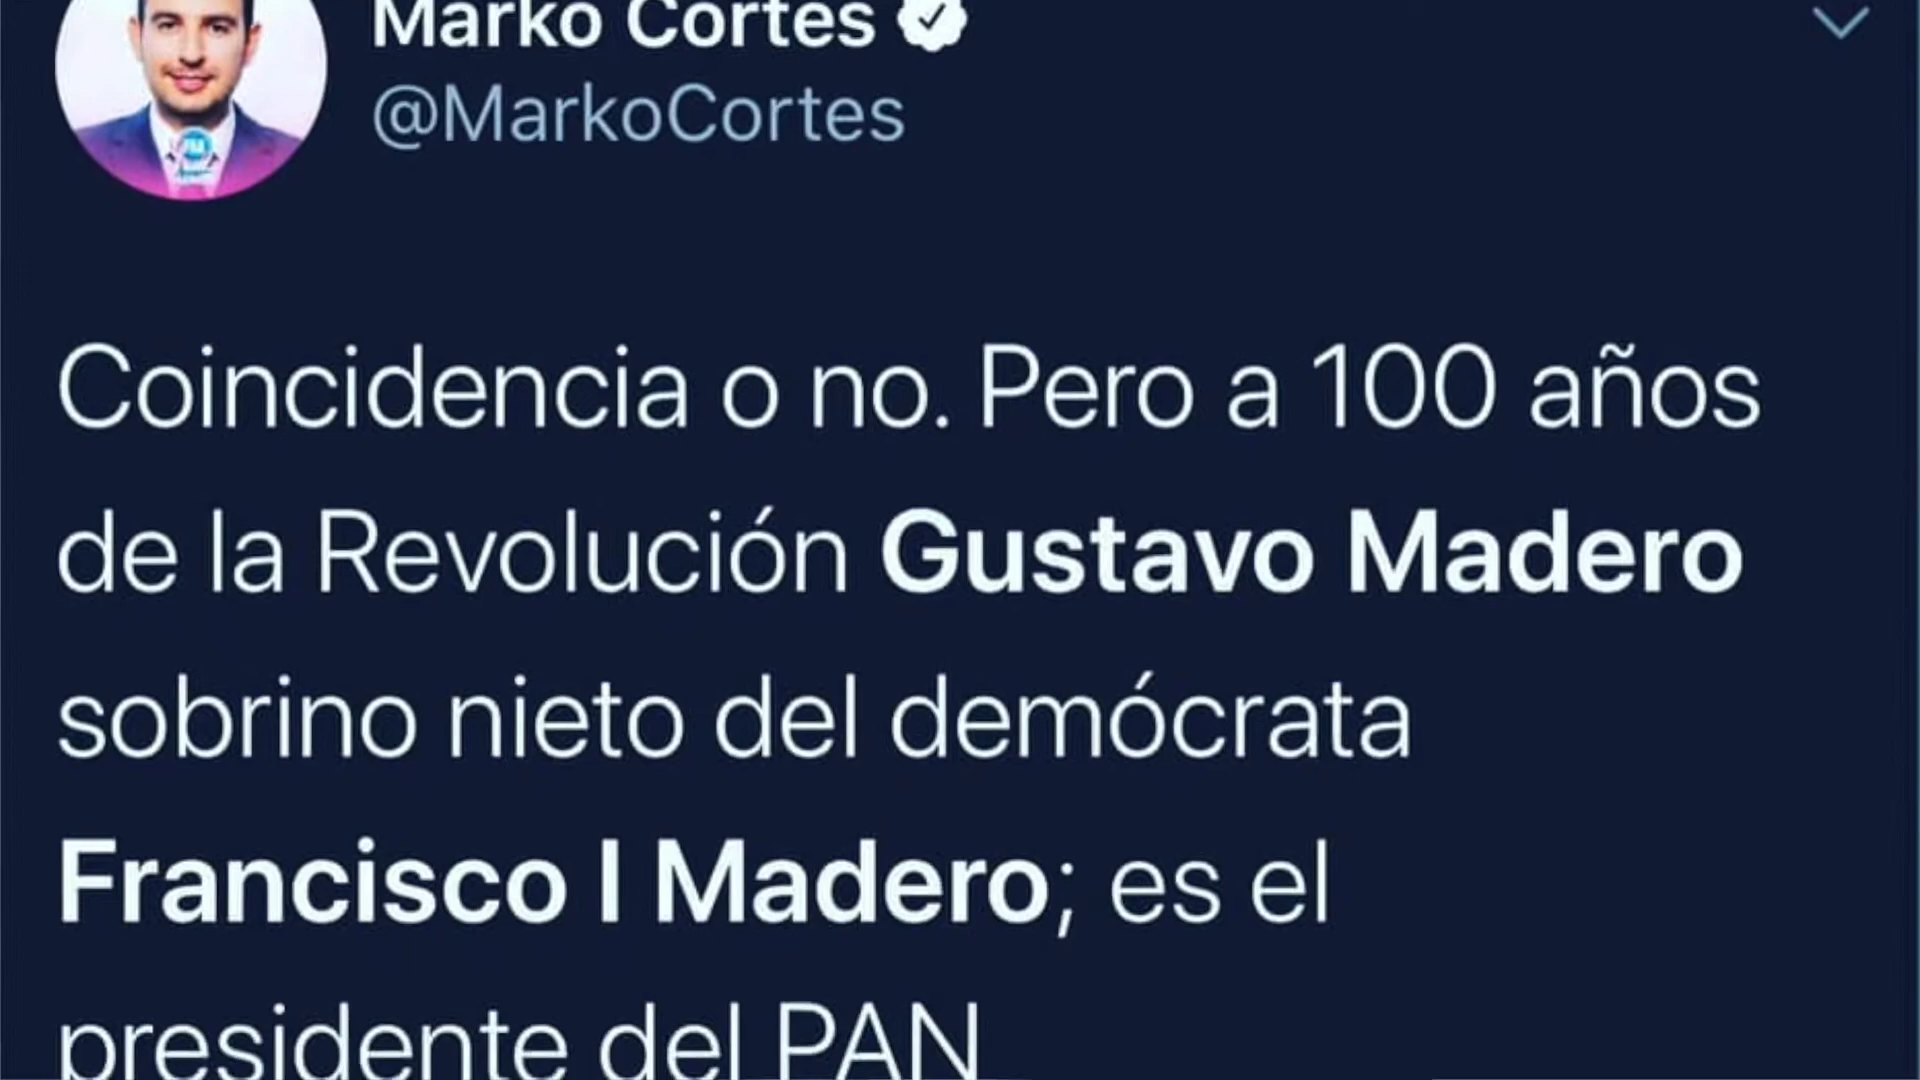 Marko Cortés
@MarkoCortes
Coincidencia o no. Pero a 100 años
de la Revolución Gustavo Madero
sobrino nieto del demócrata
Francisco I Madero; es el
presidente del PAN